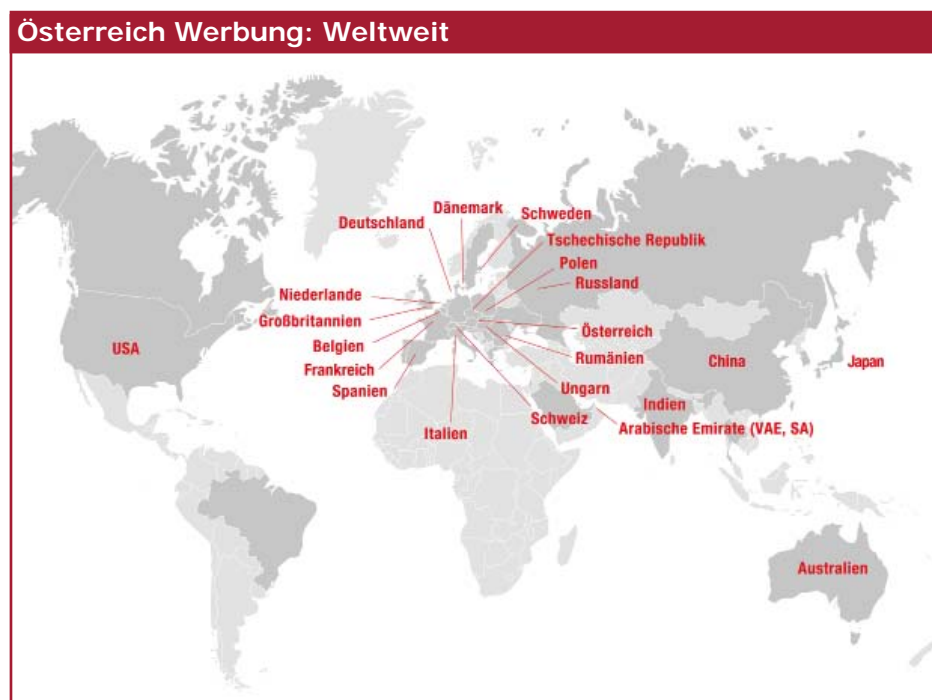 Österreich Werbung: Weltweit
Dänemark
Schweden
Deutschland
Tschechische Republik
Polen
Russland
Niederlande
Großbritannien
Österreich
Belgien
Rumänien
USA
China
Japan
Frankreich
Spanien
Ungarn
Indien
Schweiz
Arabische Emirate (VAE, SA)
Italien
Australien